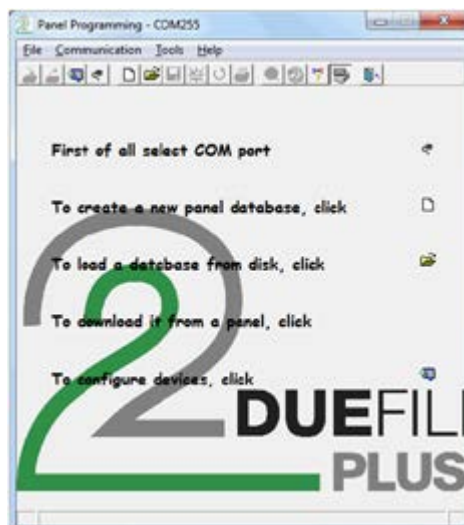 Panel Programming - COM255
File Communication Tools Help
First of all select COM port
To create a new panel database, click
To load a database from disk, click
To download it from a panel, click
To configure devices, click
2
DUEFIL
PLUS